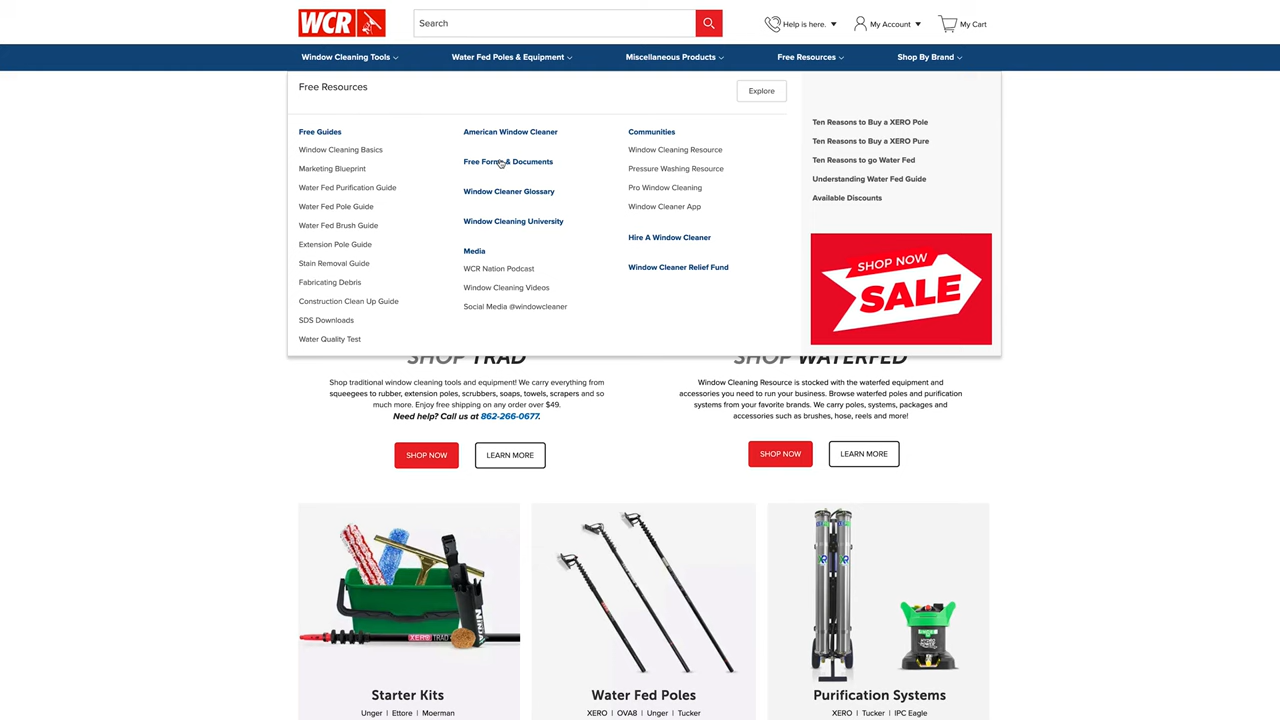 WCR
Search
Help is here.
My Account
My Cart
Window Cleaning Tools
Water Fed Poles & Equipment
Miscellaneous Products
Free Resources
Shop By Brand
Free Resources
Explore
Free Guides
Window Cleaning Basics
Marketing Blueprint
Water Fed Purification Guide
Water Fed Pole Guide
Water Fed Brush Guide
Extension Pole Guide
Stain Removal Guide
Fabricating Debris
Construction Clean Up Guide
SDS Downloads
Water Quality Test
American Window Cleaner
Free Forms & Documents
Window Cleaner Glossary
Window Cleaning University
Media
WCR Nation Podcast
Window Cleaning Videos
Social Media @windowcleaner
Communities
Window Cleaning Resource
Pressure Washing Resource
Pro Window Cleaning
Window Cleaner App
Hire A Window Cleaner
Window Cleaner Relief Fund
Ten Reasons to Buy a XERO Pole
Ten Reasons to Buy a XERO Pure
Ten Reasons to go Water Fed
Understanding Water Fed Guide
Available Discounts
SHOP NOW
SALE
SHOP TRAD
Shop traditional window cleaning tools and equipment! We carry everything from
squeegees to rubber, extension poles, scrubbers, soaps, towels, scrapers and so
much more. Enjoy free shipping on any order over $49.
Need help? Call us at 862-266-0677.
SHOP NOW
LEARN MORE
SHOP WATERFED
Window Cleaning Resource is stocked with the waterfed equipment and
accessories you need to run your business. Browse waterfed poles and purification
systems from your favorite brands. We carry poles, systems, packages and
accessories such as brushes, hose, reels and more!
SHOP NOW
LEARN MORE
XERO TRAD
Starter Kits
Unger | Ettore | Moerman
Water Fed Poles
XERO | OVA8 | Unger | Tucker
Purification Systems
XERO | Tucker | IPC Eagle